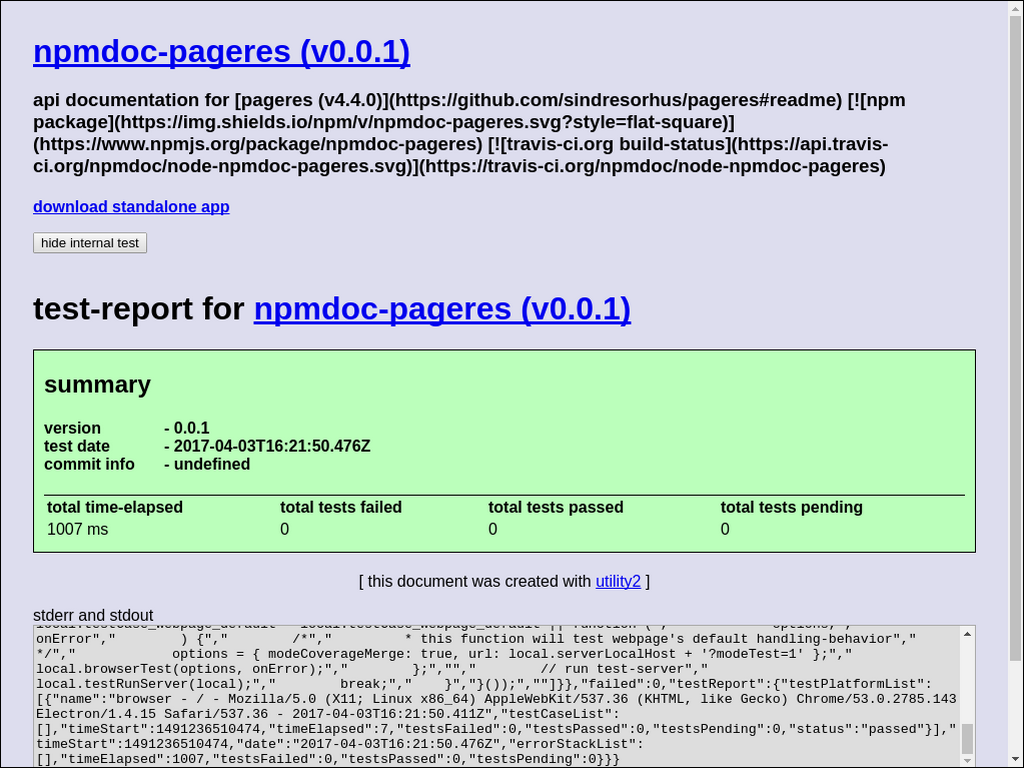 npmdoc-pageres (v0.0.1)
api documentation for [pageres (v4.4.0)](https://github.com/sindresorhus/pageres#readme) [![npm
package](https://img.shields.io/npm/v/npmdoc-pageres.svg?style=flat-square)]
(https://www.npmjs.org/package/npmdoc-pageres) [![travis-ci.org build-status](https://api.travis-
ci.org/npmdoc/node-npmdoc-pageres.svg)](https://travis-ci.org/npmdoc/node-npmdoc-pageres)
download standalone app
hide internal test
test-report for npmdoc-pageres (v0.0.1)
summary
version - 0.0.1
test date - 2017-04-03T16:21:50.476Z
commit info - undefined
total time-elapsed total tests failed total tests passed total tests pending
1007 ms 0 0 0
[ this document was created with utility2 ]
stderr and stdout
local.testCase_webpage_default = local.testCase_webpage_default || function (","            options,","
onError","        ) {","        /*","         * this function will test webpage's default handling-behavior","
*/","            options = { modeCoverageMerge: true, url: local.serverLocalHost + '?modeTest=1' };","
local.browserTest(options, onError);","        };","","        // run test-server","
local.testRunServer(local);","        break;","    }","}());",""]}},"failed":0,"testReport":{"testPlatformList":
[{"name":"browser - / - Mozilla/5.0 (X11; Linux x86_64) AppleWebKit/537.36 (KHTML, like Gecko) Chrome/53.0.2785.143
Electron/1.4.15 Safari/537.36 - 2017-04-03T16:21:50.411Z","testCaseList":
[],"timeStart":1491236510474,"timeElapsed":7,"testsFailed":0,"testsPassed":0,"testsPending":0,"status":"passed"}],"
timeStart":1491236510474,"date":"2017-04-03T16:21:50.476Z","errorStackList":
[],"timeElapsed":1007,"testsFailed":0,"testsPassed":0,"testsPending":0}}}